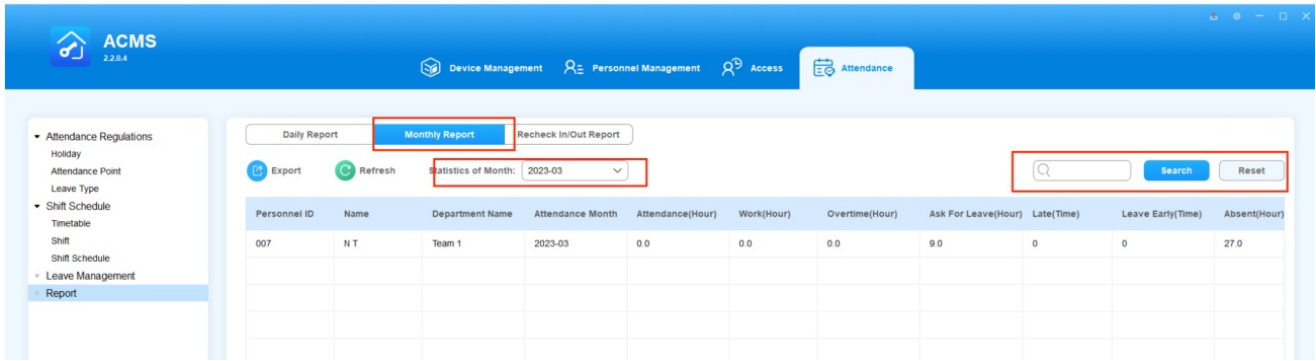 ACMS
2.2.0.4
Device Management Personnel Management Access Attendance
Attendance Regulations
Holiday
Attendance Point
Leave Type
Shift Schedule
Timetable
Shift
Shift Schedule
Leave Management
Report
Daily Report Monthly Report Recheck In/Out Report
Export Refresh Statistics of Month: 2023-03 Search Reset
Personnel ID Name Department Name Attendance Month Attendance(Hour) Work(Hour) Overtime(Hour) Ask For Leave(Hour) Late(Time) Leave Early(Time) Absent(Hour)
007 N T Team 1 2023-03 0.0 0.0 0.0 9.0 0 0 27.0